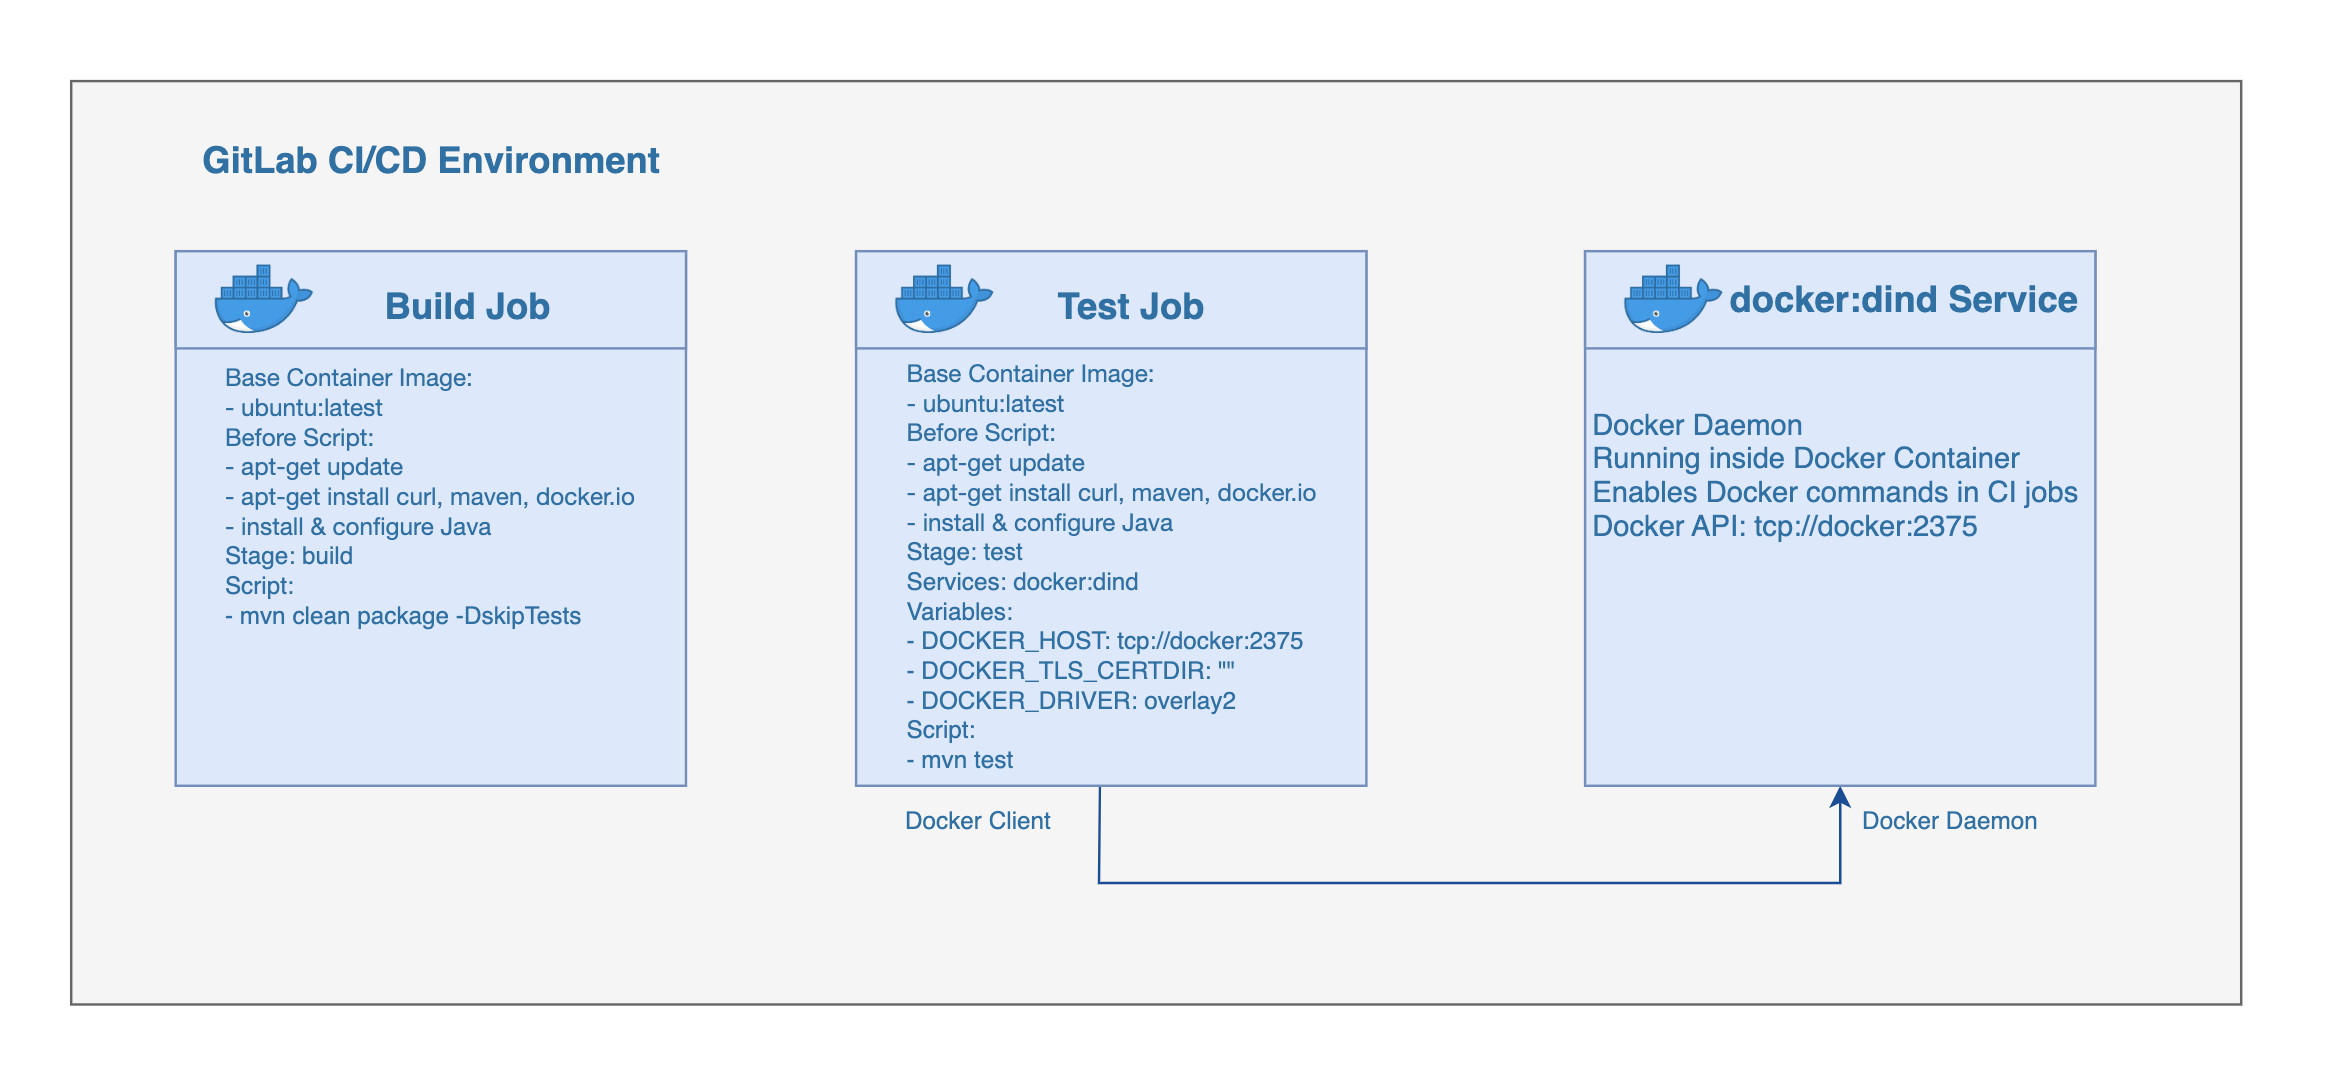 GitLab CI/CD Environment
Build Job
Base Container Image:
- ubuntu:latest
Before Script:
- apt-get update
- apt-get install curl, maven, docker.io
- install & configure Java
Stage: build
Script:
- mvn clean package -DskipTests
Test Job
Base Container Image:
- ubuntu:latest
Before Script:
- apt-get update
- apt-get install curl, maven, docker.io
- install & configure Java
Stage: test
Services: docker:dind
Variables:
- DOCKER_HOST: tcp://docker:2375
- DOCKER_TLS_CERTDIR: ""
- DOCKER_DRIVER: overlay2
Script:
- mvn test
docker:dind Service
Docker Daemon
Running inside Docker Container
Enables Docker commands in CI jobs
Docker API: tcp://docker:2375
Docker Client
Docker Daemon